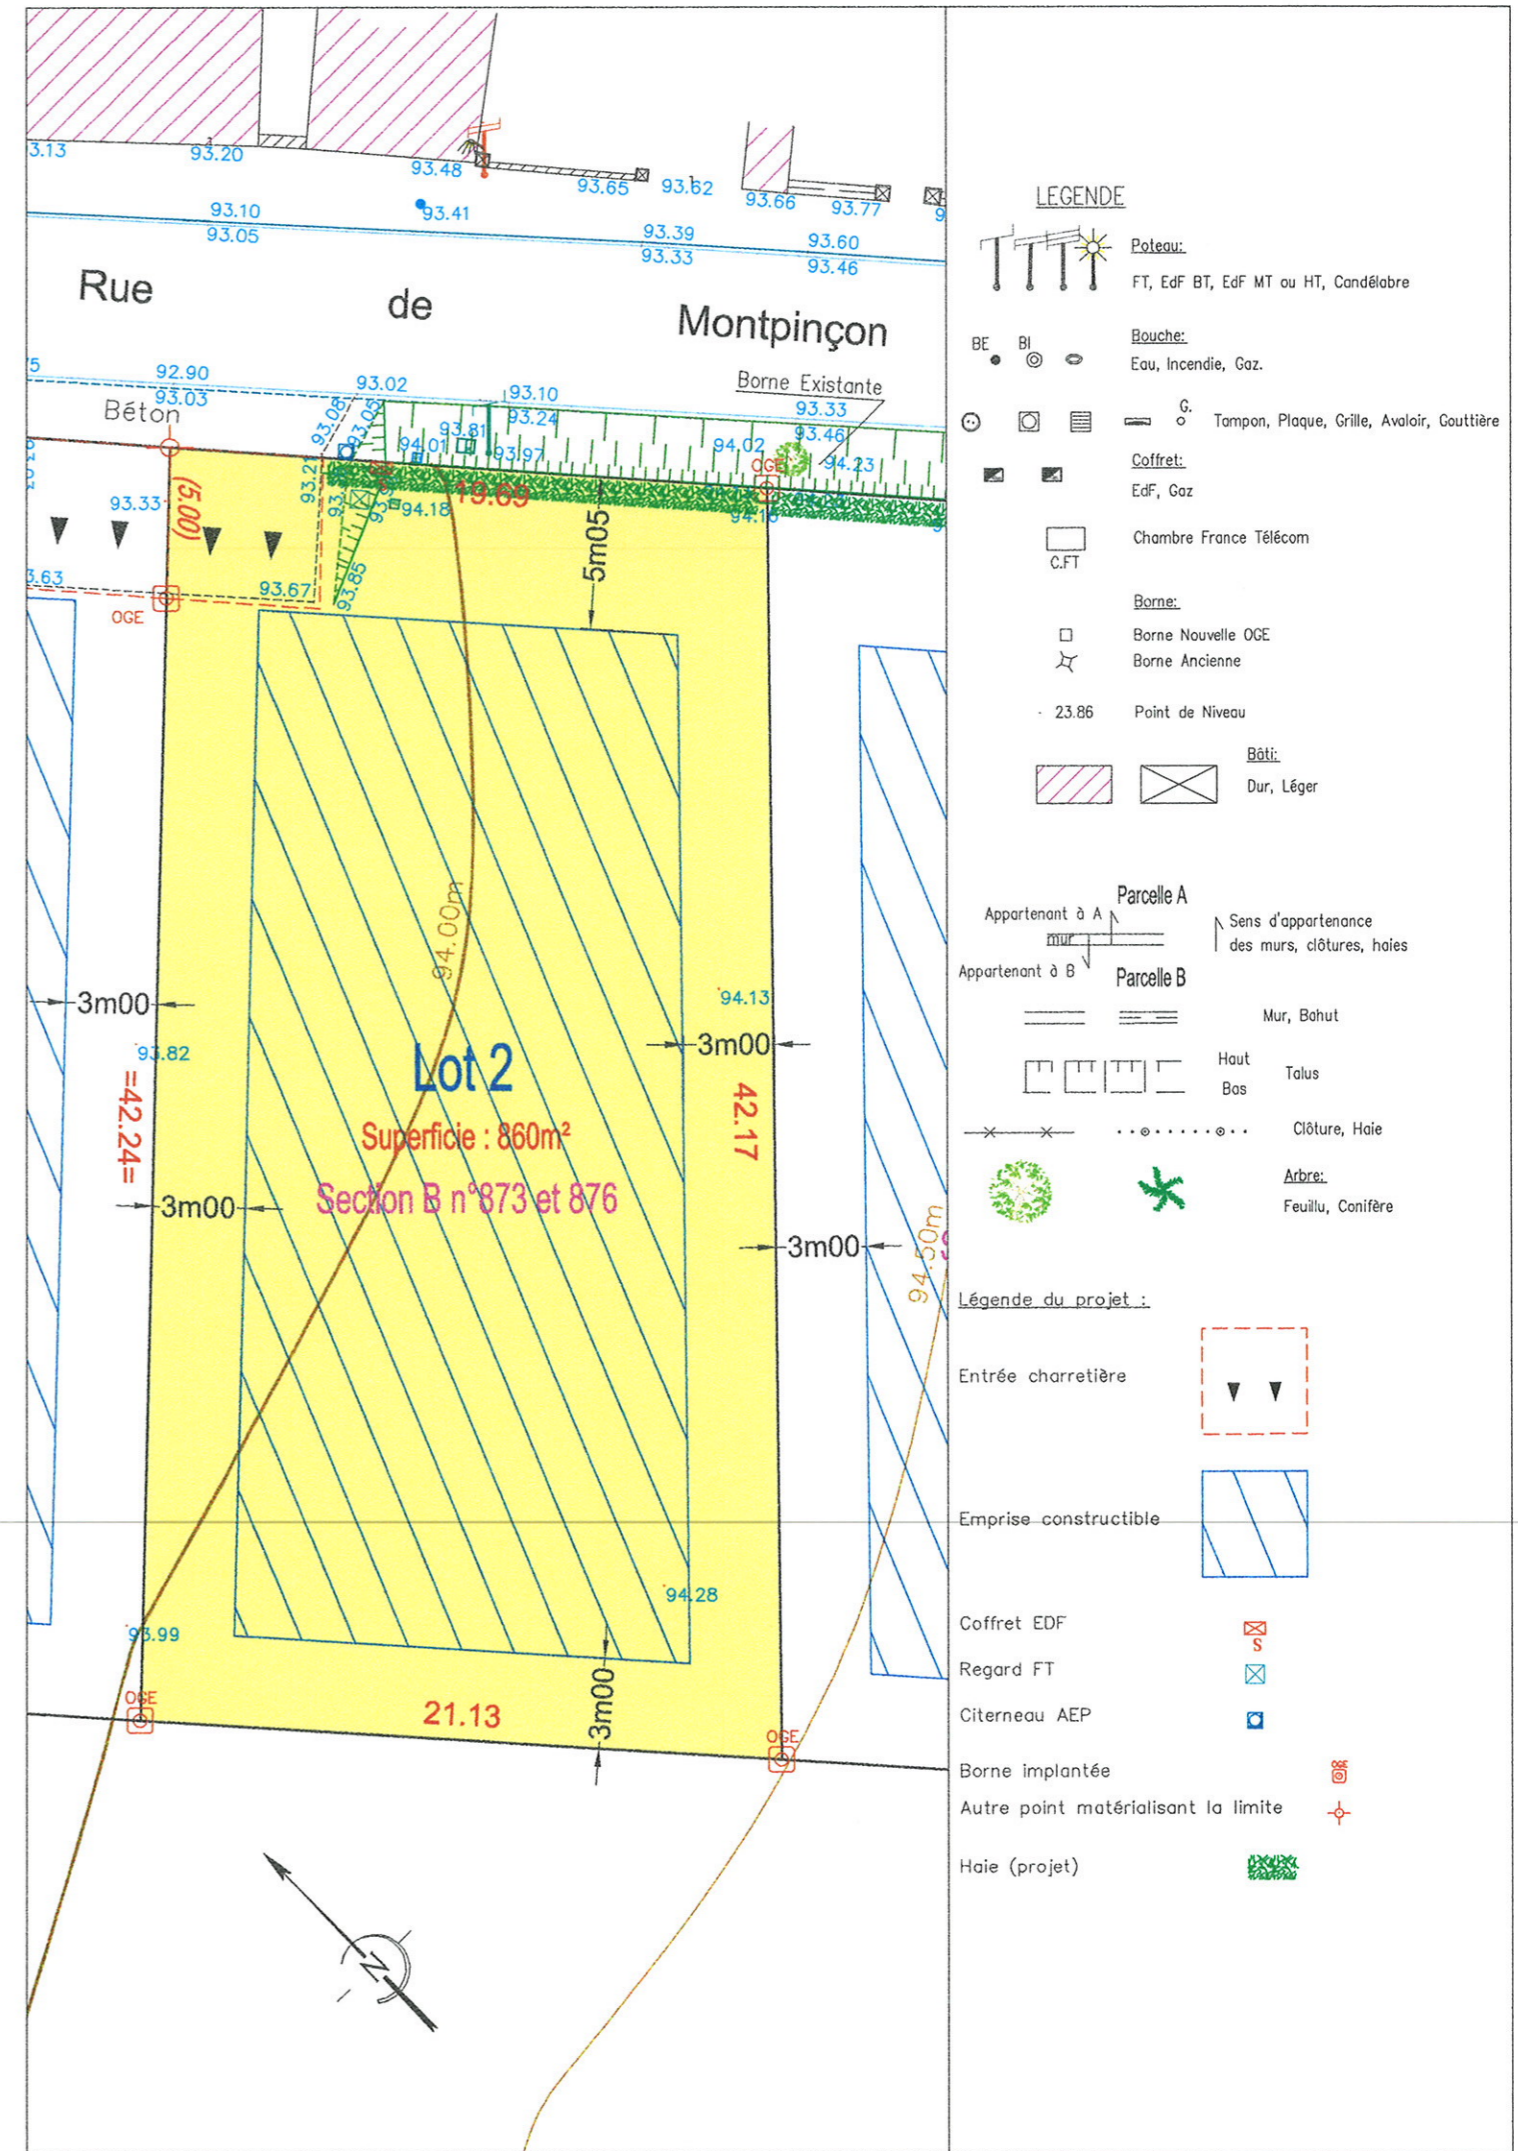 3.13
93.20
93.48
93.65
93.62
93.66
93.77
93.10
93.41
93.05
93.39
93.33
93.60
93.46
Rue de Montpinçon
92.90
93.02
93.10
Borne Existante
93.03
93.24
93.33
Béton
93.08
93.05
93.81
93.46
94.01
93.97
94.02
94.23
OGE
93.21
(5.00)
93.33
94.18
19.69
5m05
3.63
93.67
93.85
OGE
94.00m
3m00
94.13
3m00
93.82
Lot 2
=42.24=
42.17
Superficie : 860m²
Section B n°873 et 876
3m00
3m00
94.50m
94.28
93.99
OGE
21.13
3m00
OGE
N
LEGENDE
Poteau:
FT, EdF BT, EdF MT ou HT, Candélabre
BE BI
Bouche:
Eau, Incendie, Gaz.
G.
Tampon, Plaque, Grille, Avaloir, Gouttière
Coffret:
EdF, Gaz
Chambre France Télécom
C.FT
Borne:
Borne Nouvelle OGE
Borne Ancienne
23.86 Point de Niveau
Bâti:
Dur, Léger
Parcelle A
Appartenant à A
mur
Sens d'appartenance
des murs, clôtures, haies
Appartenant à B
Parcelle B
Mur, Bahut
Haut
Bas
Talus
Clôture, Haie
Arbre:
Feuillu, Conifère
Légende du projet :
Entrée charretière
Emprise constructible
Coffret EDF
S
Regard FT
Citerneau AEP
Borne implantée
OGE
Autre point matérialisant la limite
Haie (projet)